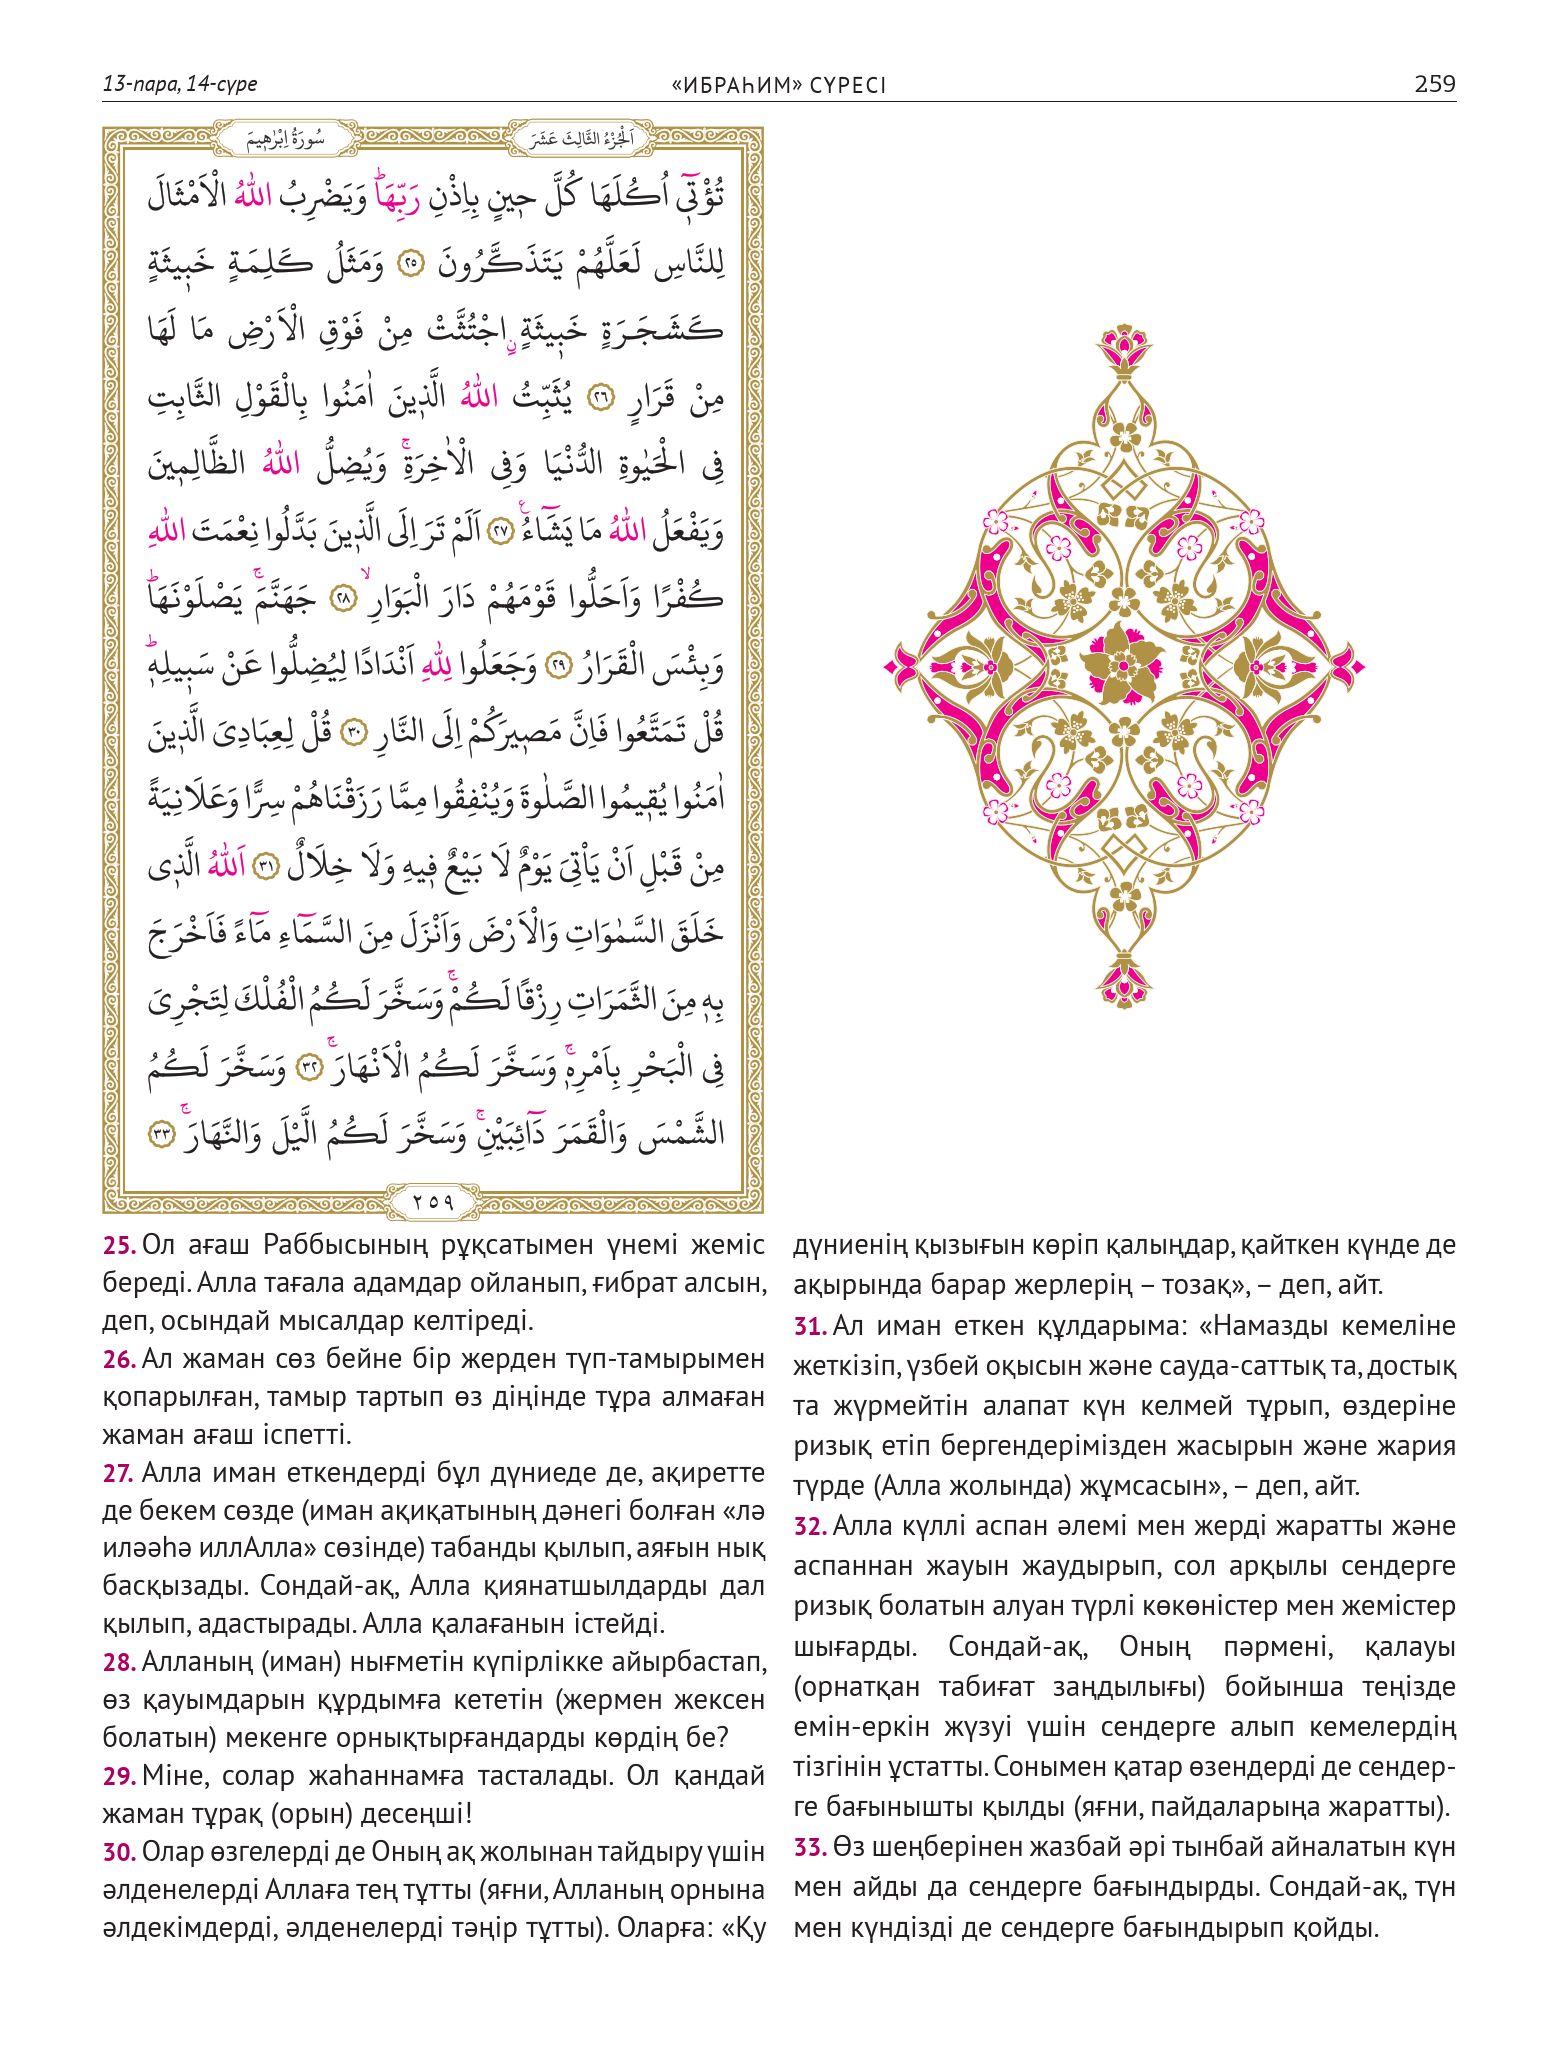 13-пара, 14-сүре
«ИБРАҺИМ» СҮРЕСІ
259
اَلْجُزْءُ الثَّالِثَ عَشَرَ
سُورَةُ اِبْرٰه۪يمَ
تُؤْت۪ٓي اُكُلَهَا كُلَّ ح۪ينٍ بِاِذْنِ رَبِّهَاۜ وَيَضْرِبُ اللّٰهُ الْاَمْثَالَ
لِلنَّاسِ لَعَلَّهُمْ يَتَذَكَّرُونَ ﴿٢٥﴾ وَمَثَلُ كَلِمَةٍ خَب۪يثَةٍ
كَشَجَرَةٍ خَب۪يثَةٍۨ اجْتُثَّتْ مِنْ فَوْقِ الْاَرْضِ مَا لَهَا
مِنْ قَرَارٍ ﴿٢٦﴾ يُثَبِّتُ اللّٰهُ الَّذ۪ينَ اٰمَنُوا بِالْقَوْلِ الثَّابِتِ
فِي الْحَيٰوةِ الدُّنْيَا وَفِي الْاٰخِرَةِۚ وَيُضِلُّ اللّٰهُ الظَّالِم۪ينَ
وَيَفْعَلُ اللّٰهُ مَا يَشَٓاءُ۟ ﴿٢٧﴾ اَلَمْ تَرَ اِلَى الَّذ۪ينَ بَدَّلُوا نِعْمَتَ اللّٰهِ
كُفْرًا وَاَحَلُّوا قَوْمَهُمْ دَارَ الْبَوَارِۙ ﴿٢٨﴾ جَهَنَّمَۚ يَصْلَوْنَهَاۜ
وَبِئْسَ الْقَرَارُ ﴿٢٩﴾ وَجَعَلُوا لِلّٰهِ اَنْدَادًا لِيُضِلُّوا عَنْ سَب۪يلِه۪ۜ
قُلْ تَمَتَّعُوا فَاِنَّ مَص۪يرَكُمْ اِلَى النَّارِ ﴿٣٠﴾ قُلْ لِعِبَادِيَ الَّذ۪ينَ
اٰمَنُوا يُق۪يمُوا الصَّلٰوةَ وَيُنْفِقُوا مِمَّا رَزَقْنَاهُمْ سِرًّا وَعَلَانِيَةً
مِنْ قَبْلِ اَنْ يَأْتِيَ يَوْمٌ لَا بَيْعٌ ف۪يهِ وَلَا خِلَالٌ ﴿٣١﴾ اَللّٰهُ الَّذ۪ي
خَلَقَ السَّمٰوَاتِ وَالْاَرْضَ وَاَنْزَلَ مِنَ السَّمَٓاءِ مَٓاءً فَاَخْرَجَ
بِه۪ مِنَ الثَّمَرَاتِ رِزْقًا لَكُمْۚ وَسَخَّرَ لَكُمُ الْفُلْكَ لِتَجْرِيَ
فِي الْبَحْرِ بِاَمْرِه۪ۚ وَسَخَّرَ لَكُمُ الْاَنْهَارَۚ ﴿٣٢﴾ وَسَخَّرَ لَكُمُ
الشَّمْسَ وَالْقَمَرَ دَٓائِبَيْنِۚ وَسَخَّرَ لَكُمُ الَّيْلَ وَالنَّهَارَۚ ﴿٣٣﴾
٢٥٩
25. Ол ағаш Раббысының рұқсатымен үнемі жеміс
береді. Алла тағала адамдар ойланып, ғибрат алсын,
деп, осындай мысалдар келтіреді.
26. Ал жаман сөз бейне бір жерден түп-тамырымен
қопарылған, тамыр тартып өз діңінде тұра алмаған
жаман ағаш іспетті.
27. Алла иман еткендерді бұл дүниеде де, ақиретте
де бекем сөзде (иман ақиқатының дәнегі болған «лә
иләәһә иллАлла» сөзінде) табанды қылып, аяғын нық
басқызады. Сондай-ақ, Алла қиянатшылдарды дал
қылып, адастырады. Алла қалағанын істейді.
28. Алланың (иман) нығметін күпірлікке айырбастап,
өз қауымдарын құрдымға кететін (жермен жексен
болатын) мекенге орнықтырғандарды көрдің бе?
29. Міне, солар жаһаннамға тасталады. Ол қандай
жаман тұрақ (орын) десеңші!
30. Олар өзгелерді де Оның ақ жолынан тайдыру үшін
әлденелерді Аллаға тең тұтты (яғни, Алланың орнына
әлдекімдерді, әлденелерді тәңір тұтты). Оларға: «Қу
дүниенің қызығын көріп қалыңдар, қайткен күнде де
ақырында барар жерлерің – тозақ», – деп, айт.
31. Ал иман еткен құлдарыма: «Намазды кемеліне
жеткізіп, үзбей оқысын және сауда-саттық та, достық
та жүрмейтін алапат күн келмей тұрып, өздеріне
ризық етіп бергендерімізден жасырын және жария
түрде (Алла жолында) жұмсасын», – деп, айт.
32. Алла күллі аспан әлемі мен жерді жаратты және
аспаннан жауын жаудырып, сол арқылы сендерге
ризық болатын алуан түрлі көкөністер мен жемістер
шығарды. Сондай-ақ, Оның пәрмені, қалауы
(орнатқан табиғат заңдылығы) бойынша теңізде
емін-еркін жүзуі үшін сендерге алып кемелердің
тізгінін ұстатты. Сонымен қатар өзендерді де сендер-
ге бағынышты қылды (яғни, пайдаларыңа жаратты).
33. Өз шеңберінен жазбай әрі тынбай айналатын күн
мен айды да сендерге бағындырды. Сондай-ақ, түн
мен күндізді де сендерге бағындырып қойды.